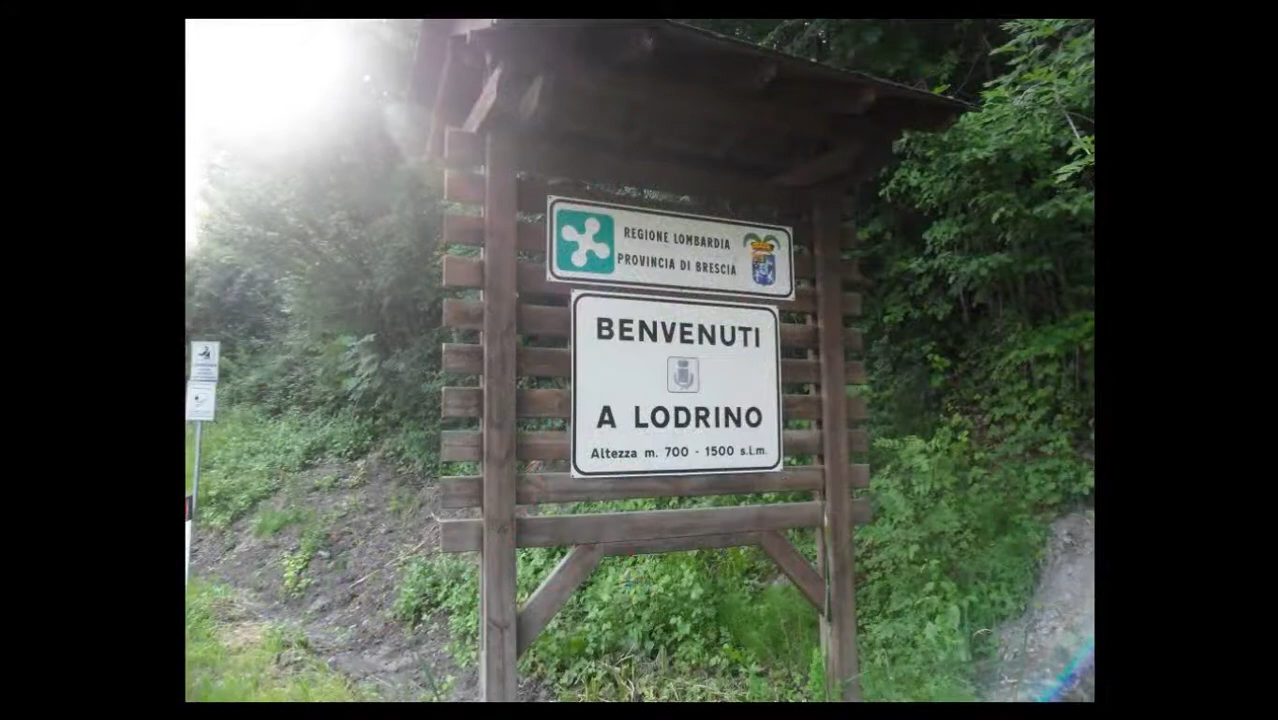 REGIONE LOMBARDIA
PROVINCIA DI BRESCIA
BENVENUTI
A LODRINO
Altezza m. 700 - 1500 s.l.m.